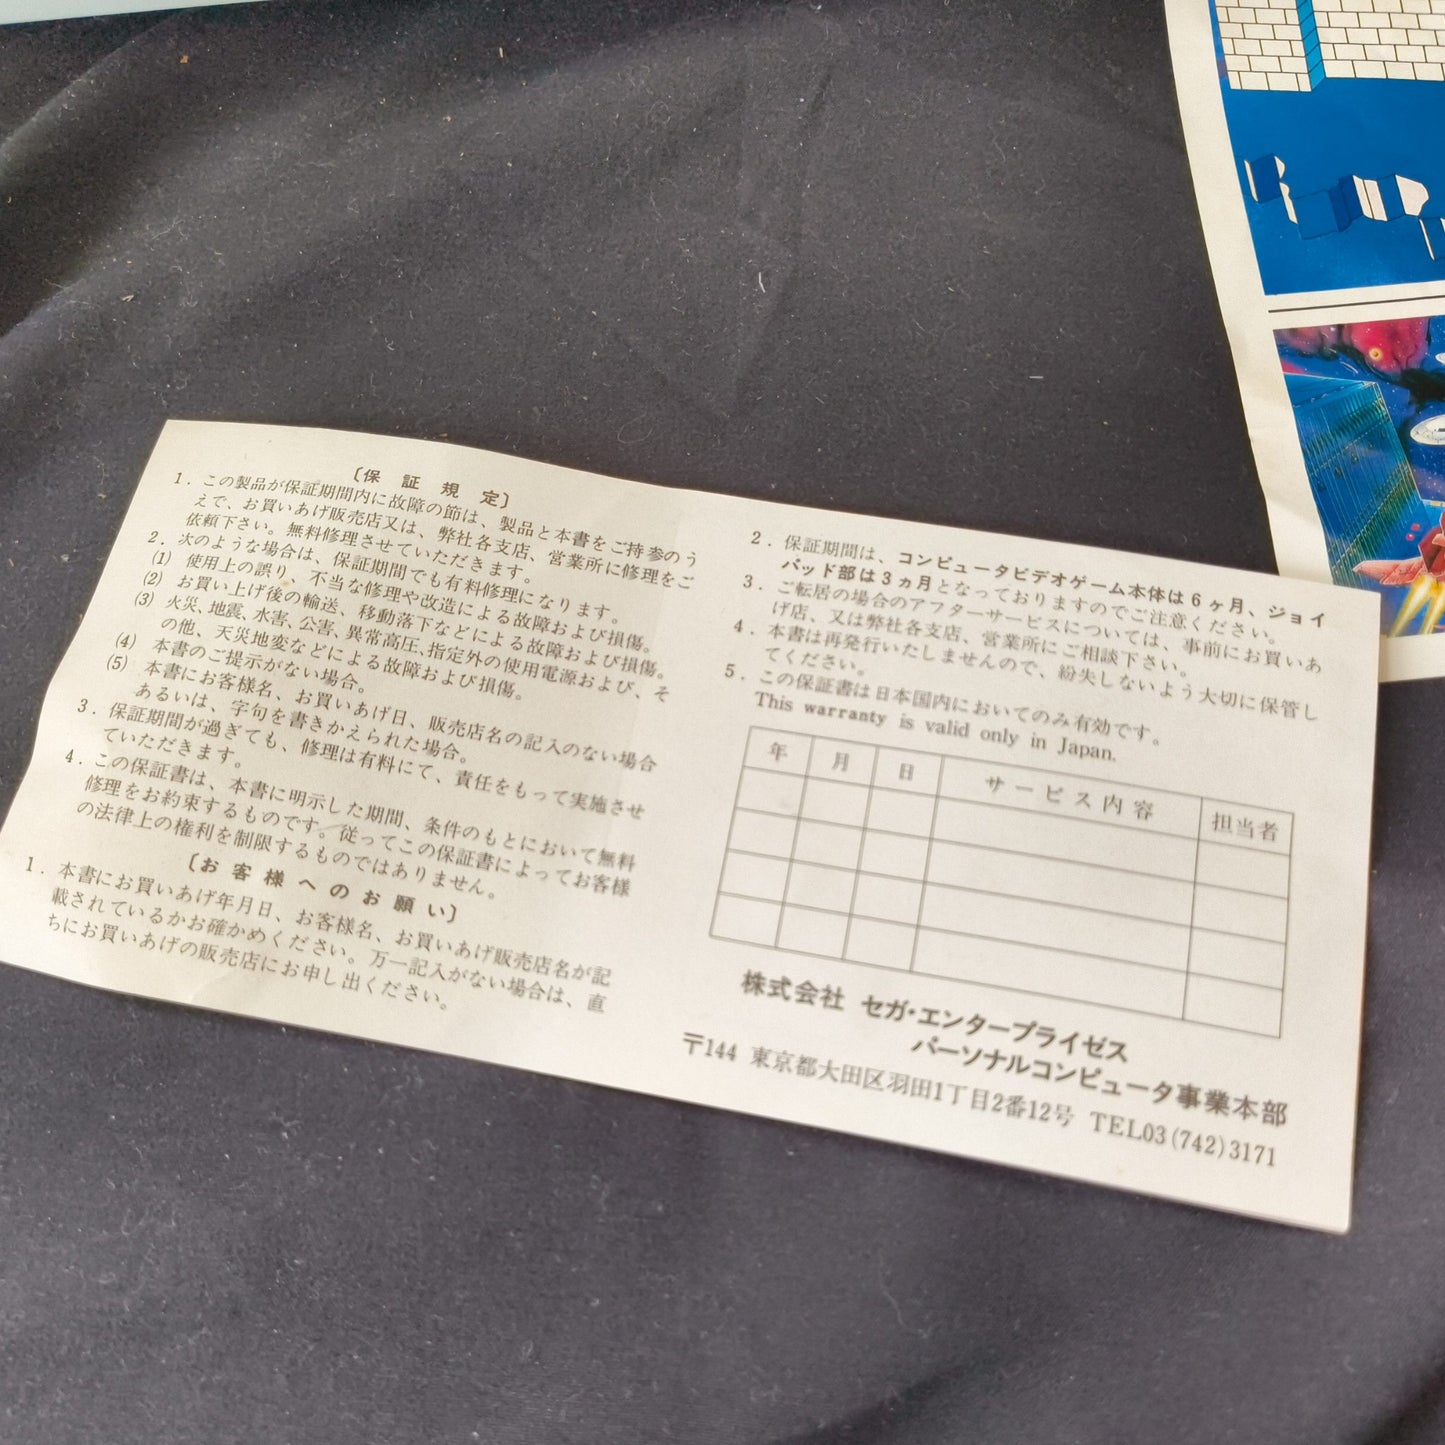 〔保証規定〕
1．この製品が保証期間内に故障の節は、製品と本書をご持参のう
えで、お買いあげ販売店又は、弊社各支店、営業所に修理をご
依頼下さい。無料修理させていただきます。
2．次のような場合は、保証期間でも有料修理になります。
(1) 使用上の誤り、不当な修理や改造による故障および損傷。
(2) お買い上げ後の輸送、移動落下などによる故障および損傷。
(3) 火災、地震、水害、公害、異常高圧、指定外の使用電源および、そ
の他、天災地変などによる故障および損傷。
(4) 本書のご提示がない場合。
(5) 本書にお客様名、お買いあげ日、販売店名の記入のない場合
あるいは、字句を書きかえられた場合。
3．保証期間が過ぎても、修理は有料にて、責任をもって実施させ
ていただきます。
4．この保証書は、本書に明示した期間、条件のもとにおいて無料
修理をお約束するものです。従ってこの保証書によってお客様
の法律上の権利を制限するものではありません。
〔お客様へのお願い〕
1．本書にお買いあげ年月日、お客様名、お買いあげ販売店名が記
載されているかお確かめください。万一記入がない場合は、直
ちにお買いあげの販売店にお申し出ください。
2．保証期間は、コンピュータビデオゲーム本体は6ヶ月、ジョイ
パッド部は3ヵ月となっておりますのでご注意ください。
3．ご転居の場合のアフターサービスについては、事前にお買いあ
げ店、又は弊社各支店、営業所にご相談下さい。
4．本書は再発行いたしませんので、紛失しないよう大切に保管し
てください。
5．この保証書は日本国内においてのみ有効です。
This warranty is valid only in Japan.
年 月 日 サービス内容 担当者
株式会社 セガ・エンタープライゼス
パーソナルコンピュータ事業本部
〒144 東京都大田区羽田1丁目2番12号 TEL03(742)3171